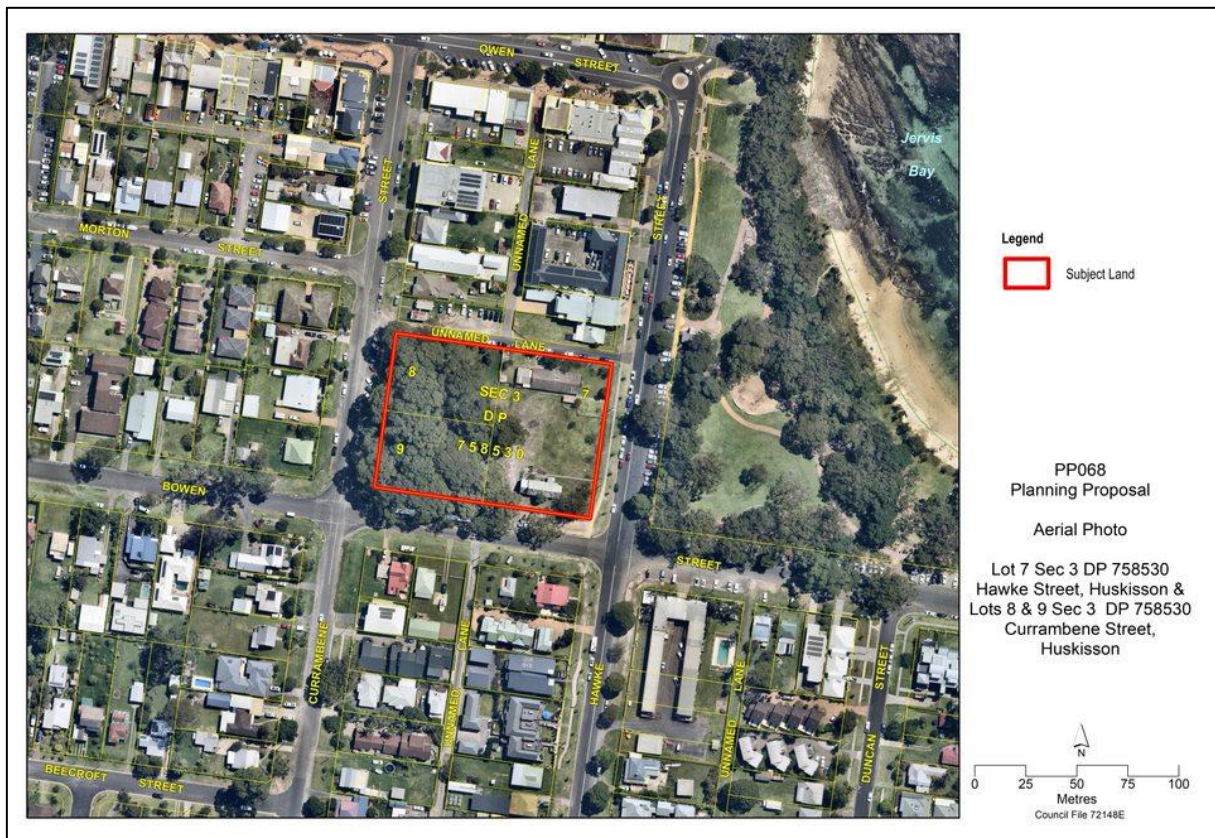 OWEN
STREET
Jervis
Bay
STREET
LANE
UNNAMED
STREET
MORTON
STREET
UNNAMED
LANE
8
7
SEC 3
DP
9
758530
BOWEN
STREET
CURRAMBENE
LANE
UNNAMED
HAWKE
LANE
UNNAMED
STREET
DUNCAN
BEECROFT
STREET
Legend
Subject Land
PP068
Planning Proposal
Aerial Photo
Lot 7 Sec 3 DP 758530
Hawke Street, Huskisson &
Lots 8 & 9 Sec 3 DP 758530
Currambene Street,
Huskisson
N
0 25 50 75 100
Metres
Council File 72148E